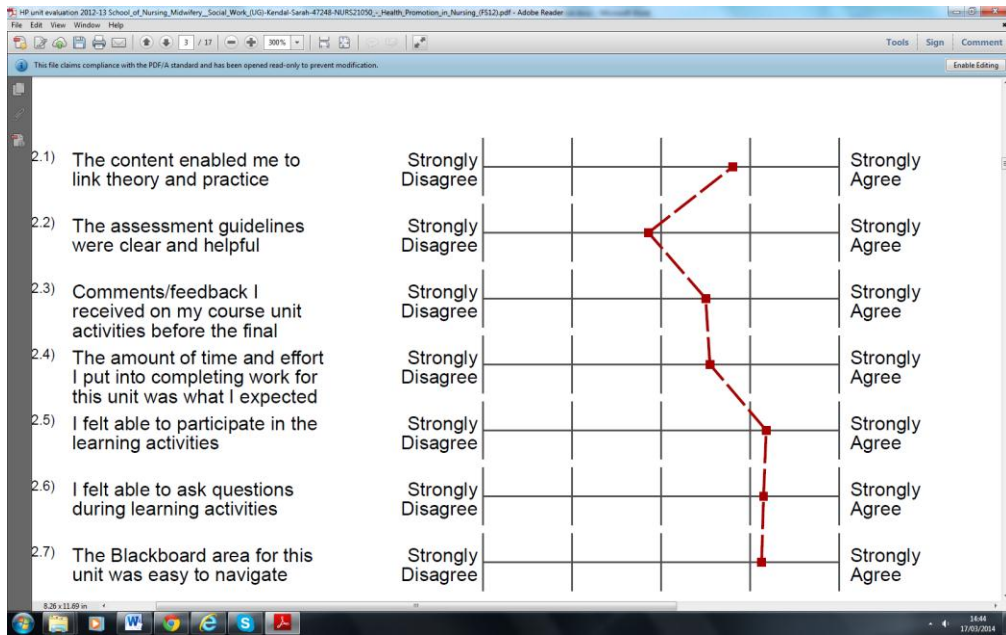 HP unit evaluation 2012-13 School_of_Nursing_Midwifery__Social_Work_(UG)-Kendal-Sarah-47248-NURS21050_-_Health_Promotion_in_Nursing_(FS12).pdf - Adobe Reader
File Edit View Window Help
3 / 17 300% Tools Sign Comment
This file claims compliance with the PDF/A standard and has been opened read-only to prevent modification. Enable Editing
2.1) The content enabled me to
link theory and practice
Strongly
Disagree
Strongly
Agree
2.2) The assessment guidelines
were clear and helpful
Strongly
Disagree
Strongly
Agree
2.3) Comments/feedback I
received on my course unit
activities before the final
Strongly
Disagree
Strongly
Agree
2.4) The amount of time and effort
I put into completing work for
this unit was what I expected
Strongly
Disagree
Strongly
Agree
2.5) I felt able to participate in the
learning activities
Strongly
Disagree
Strongly
Agree
2.6) I felt able to ask questions
during learning activities
Strongly
Disagree
Strongly
Agree
2.7) The Blackboard area for this
unit was easy to navigate
Strongly
Disagree
Strongly
Agree
8.26 x 11.69 in
14:44
17/03/2014